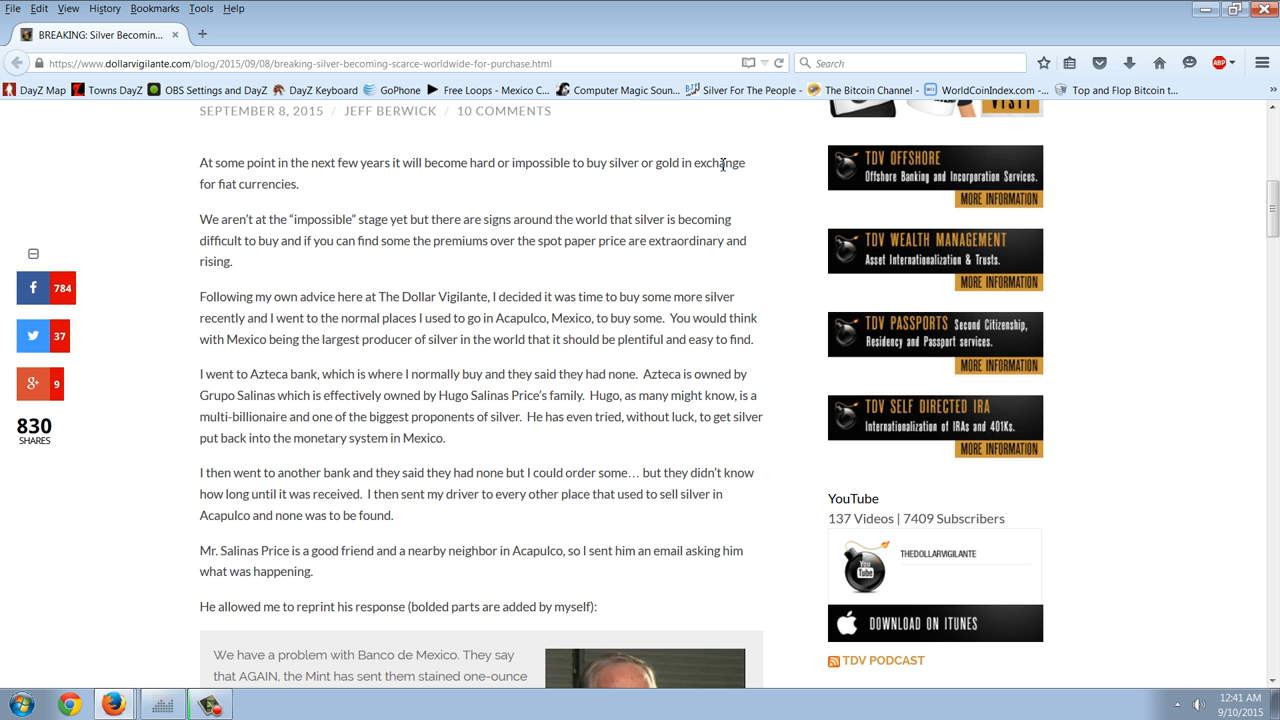 File Edit View History Bookmarks Tools Help
BREAKING: Silver Becomin... × +
https://www.dollarvigilante.com/blog/2015/09/08/breaking-silver-becoming-scarce-worldwide-for-purchase.html
Search
ABP
DayZ Map Towns DayZ OBS Settings and DayZ DayZ Keyboard GoPhone Free Loops - Mexico C... Computer Magic Soun... Silver For The People - ... The Bitcoin Channel - ... WorldCoinIndex.com -... Top and Flop Bitcoin t... »
SEPTEMBER 8, 2015 / JEFF BERWICK / 10 COMMENTS
At some point in the next few years it will become hard or impossible to buy silver or gold in exchange
for fiat currencies.
We aren't at the “impossible” stage yet but there are signs around the world that silver is becoming
difficult to buy and if you can find some the premiums over the spot paper price are extraordinary and
rising.
Following my own advice here at The Dollar Vigilante, I decided it was time to buy some more silver
recently and I went to the normal places I used to go in Acapulco, Mexico, to buy some. You would think
with Mexico being the largest producer of silver in the world that it should be plentiful and easy to find.
I went to Azteca, which is where I normally buy and they said they had none. Azteca is owned by
Grupo Salinas which is effectively owned by Hugo Salinas Price's family. Hugo, as many might know, is a
multi-billionaire and one of the biggest proponents of silver. He has even tried, without luck, to get silver
put back into the monetary system in Mexico.
I then went to another bank and they said they had none but I could order some… but they didn't know
how long until it was received. I then sent my driver to every other place that used to sell silver in
Acapulco and none was to be found.
Mr. Salinas Price is a good friend and a nearby neighbor in Acapulco, so I sent him an email asking him
what was happening.
He allowed me to reprint his response (bolded parts are added by myself):
We have a problem with Banco de Mexico. They say
that AGAIN, the Mint has sent them stained one-ounce
784
37
9
830
SHARES
VISIT
TDV OFFSHORE
Offshore Banking and Incorporation Services.
MORE INFORMATION
TDV WEALTH MANAGEMENT
Asset Internationalization & Trusts.
MORE INFORMATION
TDV PASSPORTS Second Citizenship,
Residency and Passport services.
MORE INFORMATION
TDV SELF DIRECTED IRA
Internationalization of IRAs and 401Ks.
MORE INFORMATION
YouTube
137 Videos | 7409 Subscribers
You Tube
THEDOLLARVIGILANTE
DOWNLOAD ON ITUNES
TDV PODCAST
12:41 AM
9/10/2015